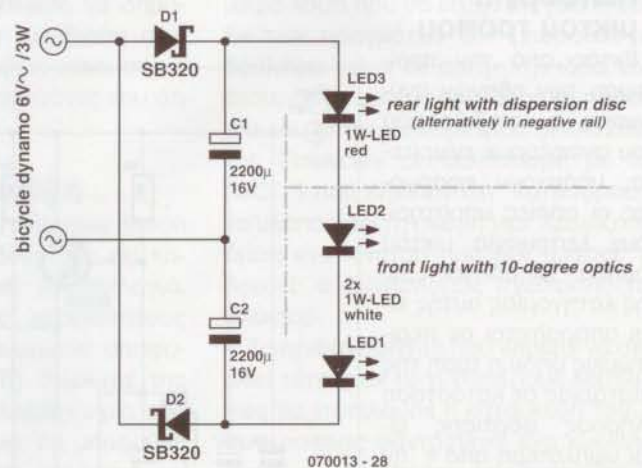 bicycle dynamo 6V~ /3W
D1
SB320
C1
2200µ
16V
C2
2200µ
16V
D2
SB320
LED3
1W-LED
red
rear light with dispersion disc
(alternatively in negative rail)
LED2
front light with 10-degree optics
2x
1W-LED
white
LED1
070013 - 28